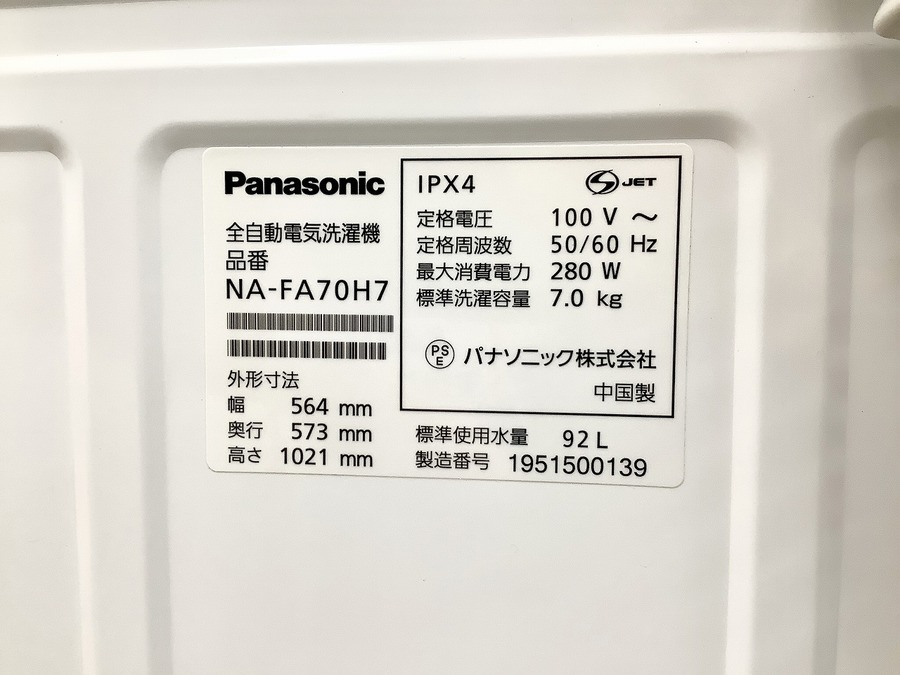 Panasonic
全自動電気洗濯機
品番
NA-FA70H7
外形寸法
幅 564 mm
奥行 573 mm
高さ 1021 mm
IPX4
JET
定格電圧 100 V ～
定格周波数 50/60 Hz
最大消費電力 280 W
標準洗濯容量 7.0 kg
PS
E
パナソニック株式会社
中国製
標準使用水量 92 L
製造番号 1951500139